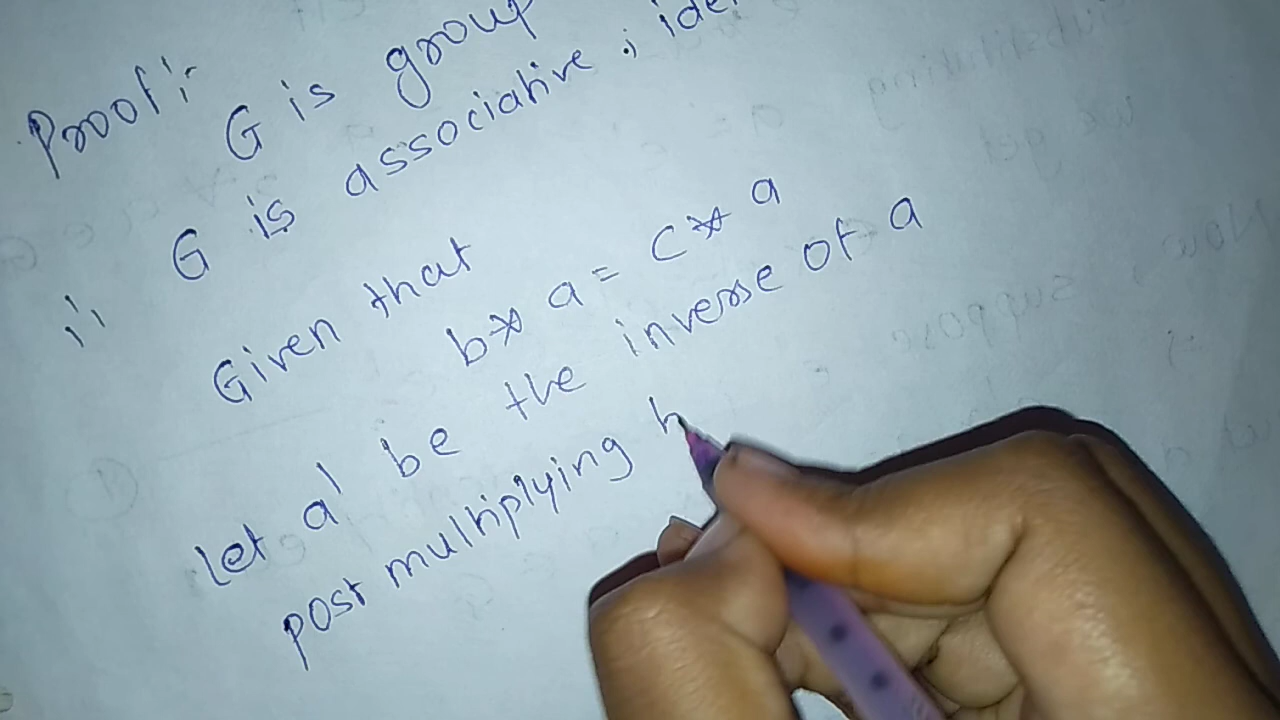 Proof :-
G is group
∴ G is associative, ide
Given that
b * a = c * a
let a' be the inverse of a
post multiplying b